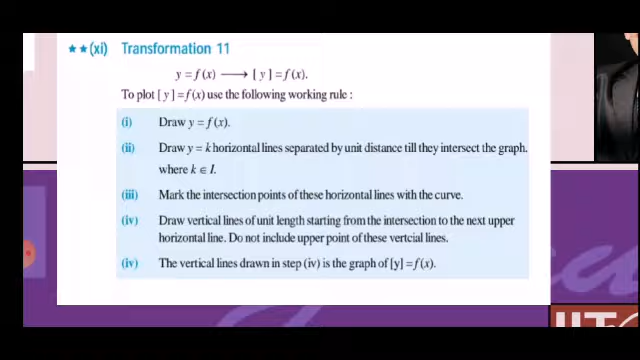 ★★(xi) Transformation 11
y = f(x) ⟶ [y] = f(x).
To plot [y] = f(x) use the following working rule :
(i) Draw y = f(x).
(ii) Draw y = k horizontal lines separated by unit distance till they intersect the graph.
where k ∈ I.
(iii) Mark the intersection points of these horizontal lines with the curve.
(iv) Draw vertical lines of unit length starting from the intersection to the next upper
horizontal line. Do not include upper point of these vertcial lines.
(iv) The vertical lines drawn in step (iv) is the graph of [y] = f(x).